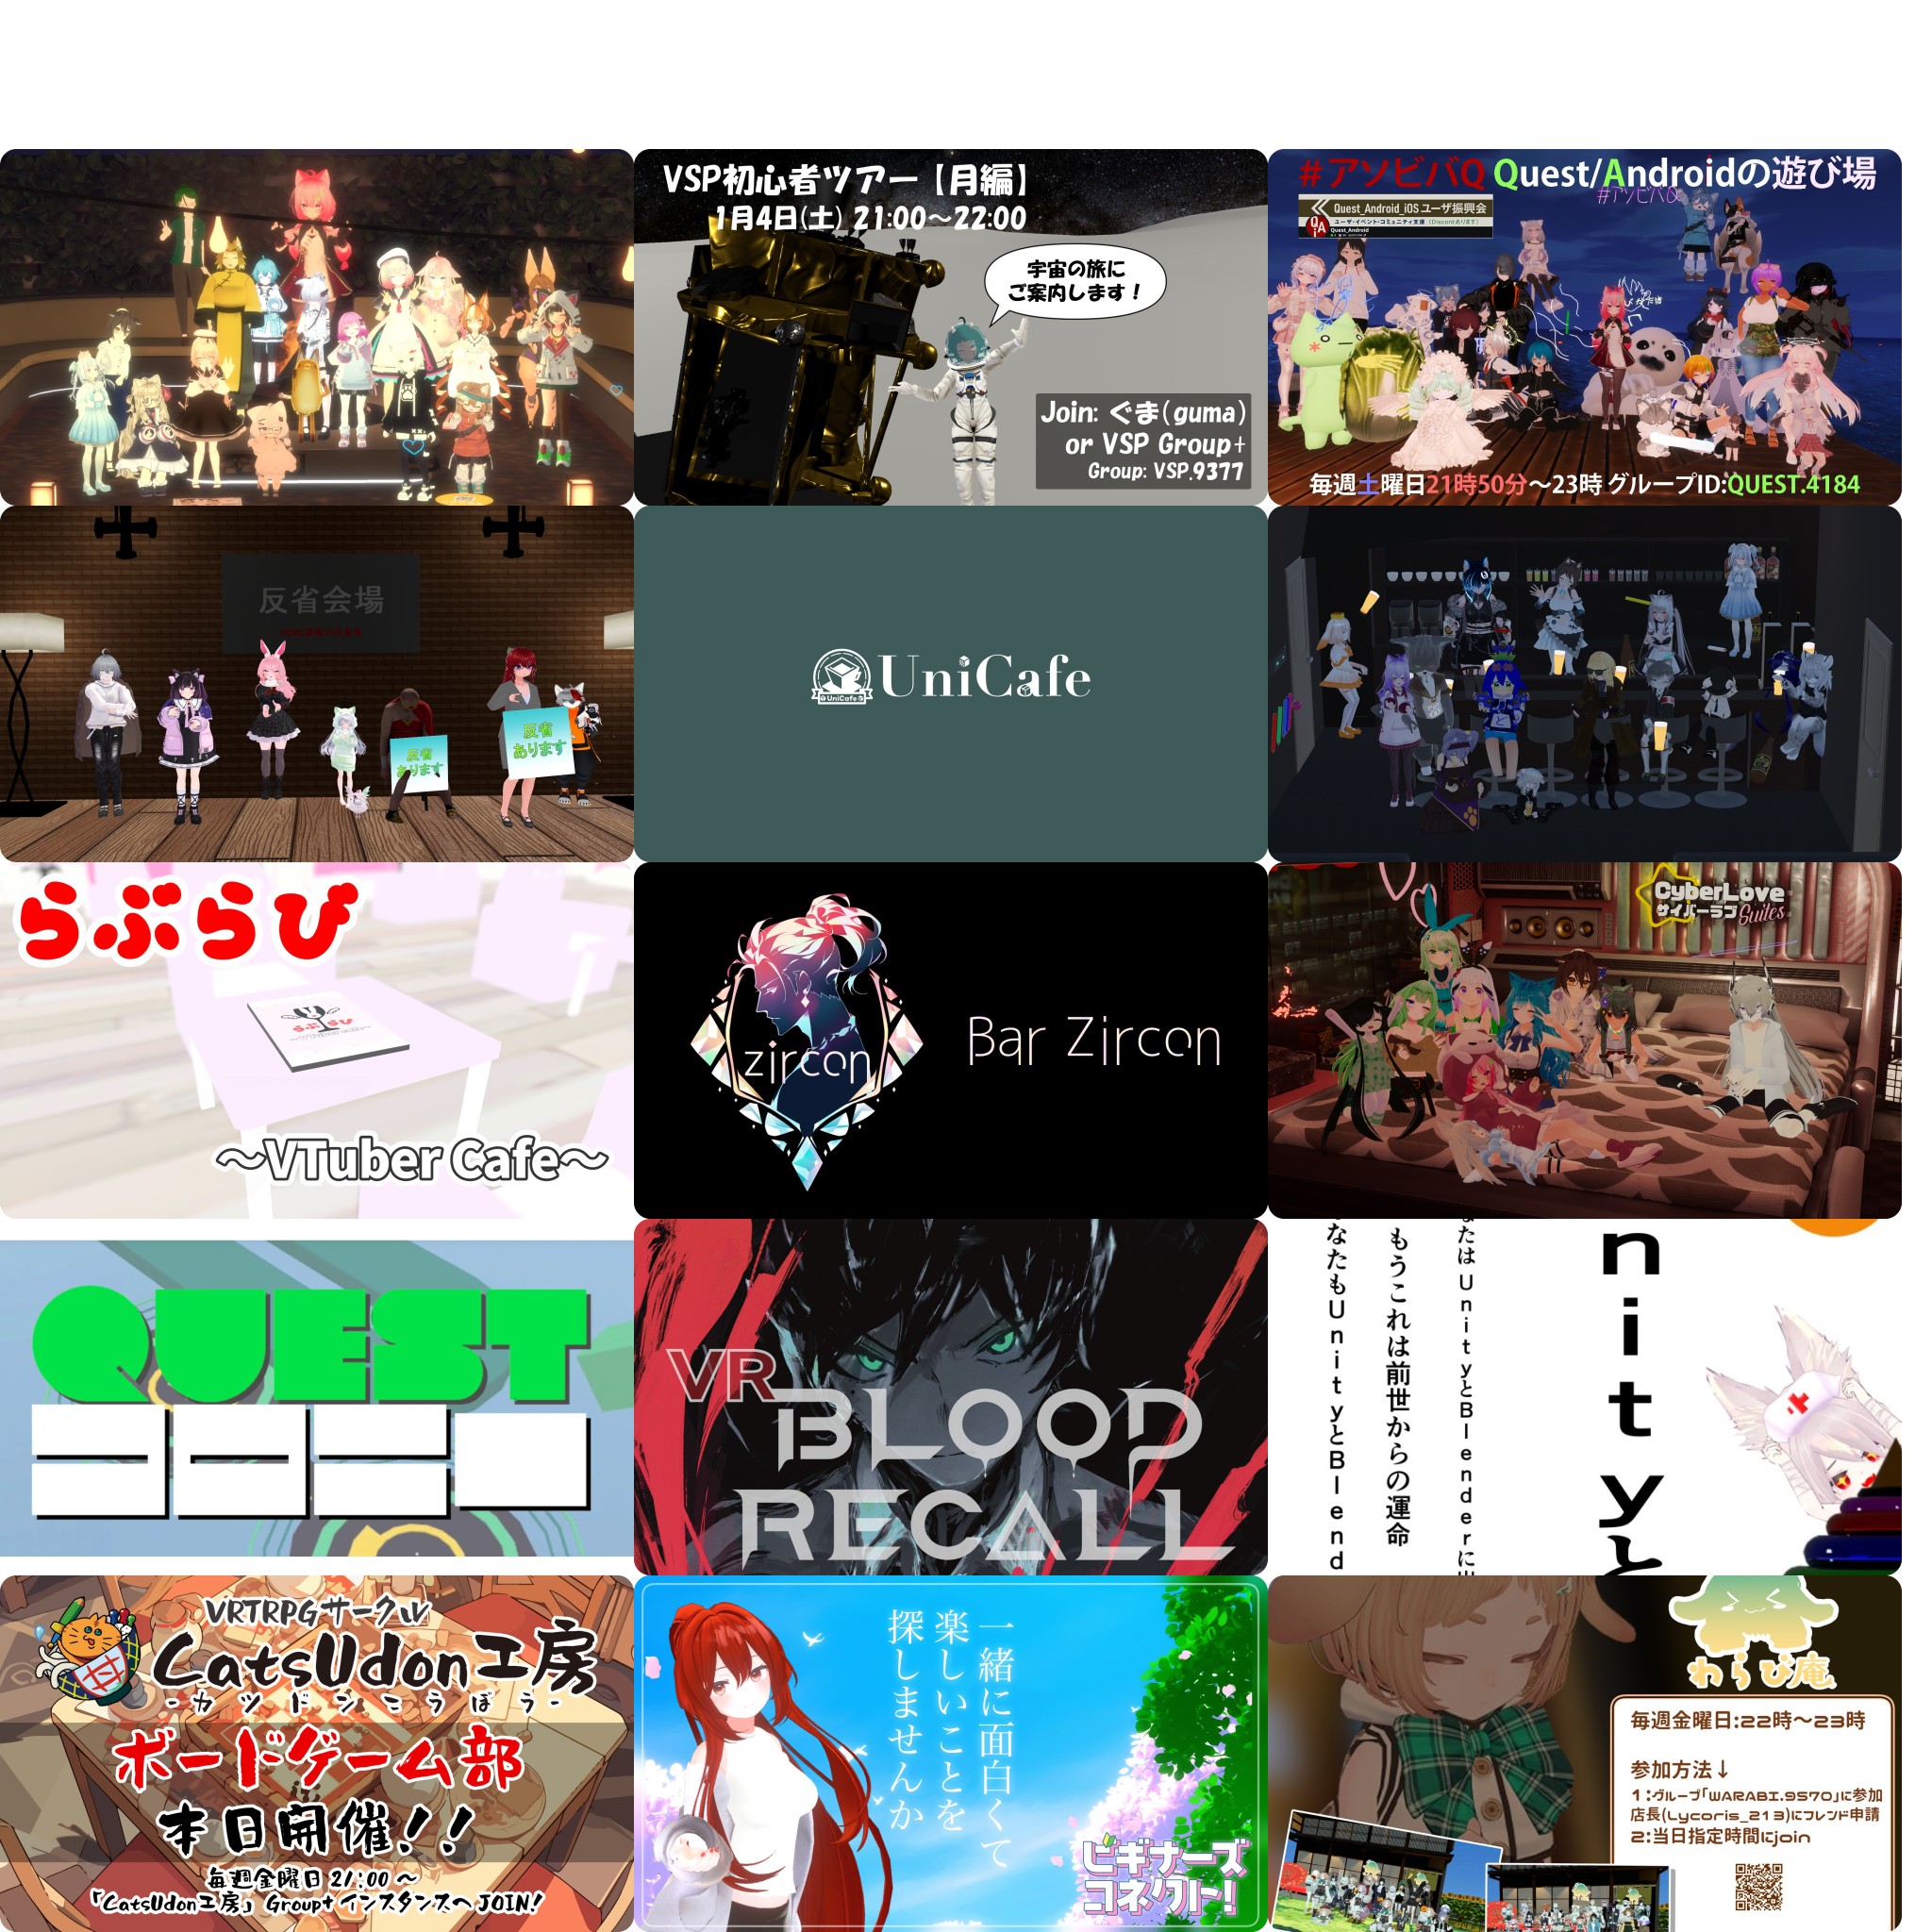 VSP初心者ツアー【月編】
1月4日(土) 21:00～22:00
宇宙の旅に
ご案内します！
Join: ぐま(guma)
or VSP Group+
Group: VSP.9377
#アソビバQ Quest/Androidの遊び場
#アソビバQ
Quest_Android_iOS ユーザ振興会
ユーザ・イベント・コミュニティ支援 (Discordあります)
Quest_Android
毎週土曜日21時50分～23時 グループID:QUEST.4184
反省会場
反省
あります
反省
あります
UniCafe
UniCafe
らぶらび
らぶらび
～VTuber Cafe～
zircon
Bar Zircon
CyberLove
サイバーラブ Suites
QUEST
コロニー
VR
BLOOD
RECALL
nityと
なたは UnityとBlenderに
もうこれは前世からの運命
なたもUnityとBlend
VRTRPGサークル
CatsUdon工房
-カツドンこうぼう-
ボードゲーム部
本日開催!!
毎週金曜日 21:00 ～
「CatsUdon工房」 Group+ インスタンスへ JOIN!
一緒に面白くて
楽しいことを
探しませんか
ビギナーズ
コネクト!
わらび庵
毎週金曜日:22時～23時
参加方法↓
1:グループ「WARABI.9570」に参加
店長(Lycoris_213)にフレンド申請
2:当日指定時間にjoin